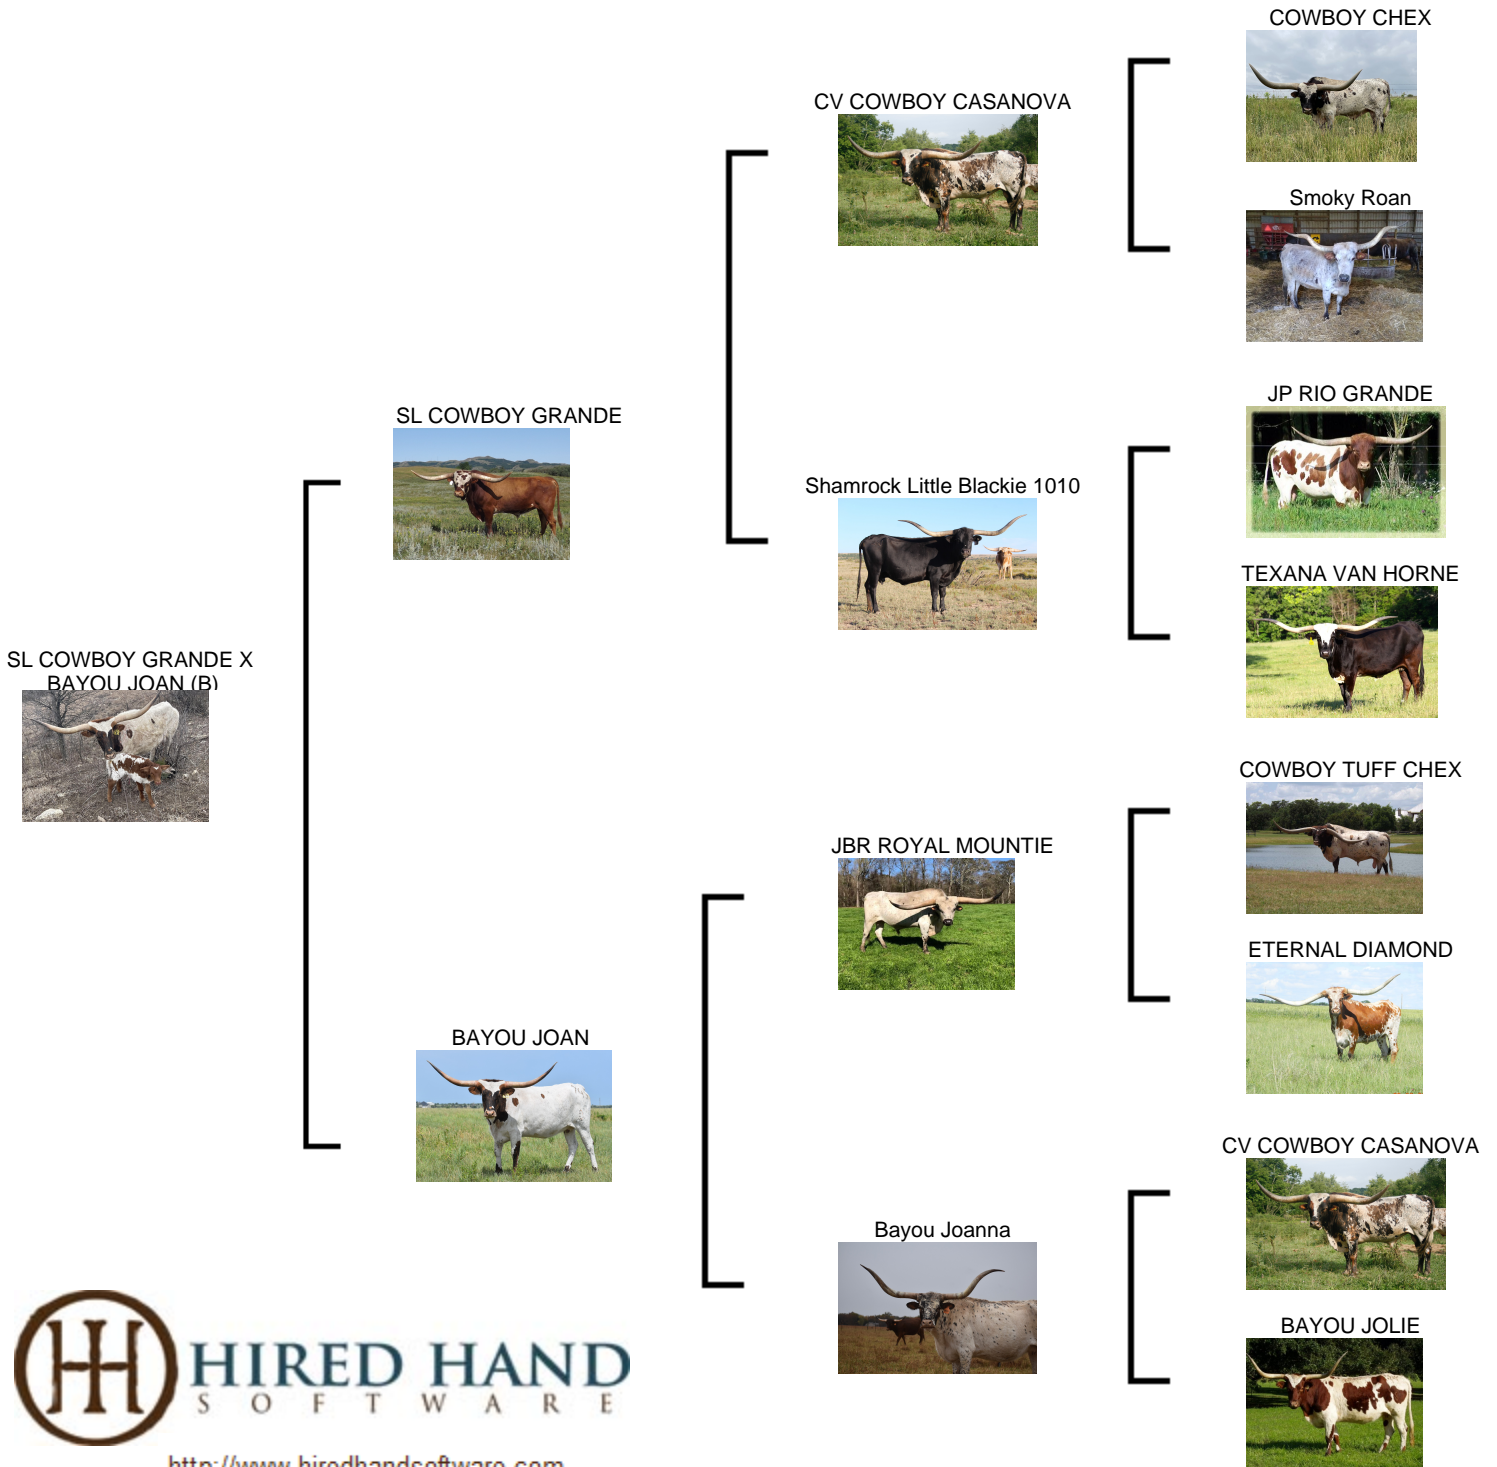 COWBOY CHEX
CV COWBOY CASANOVA
Smoky Roan
JP RIO GRANDE
SL COWBOY GRANDE
Shamrock Little Blackie 1010
TEXANA VAN HORNE
SL COWBOY GRANDE X
BAYOU JOAN (B)
COWBOY TUFF CHEX
JBR ROYAL MOUNTIE
ETERNAL DIAMOND
BAYOU JOAN
CV COWBOY CASANOVA
Bayou Joanna
BAYOU JOLIE
HIRED HAND
SOFTWARE
http://www.hiredhandsoftware.com